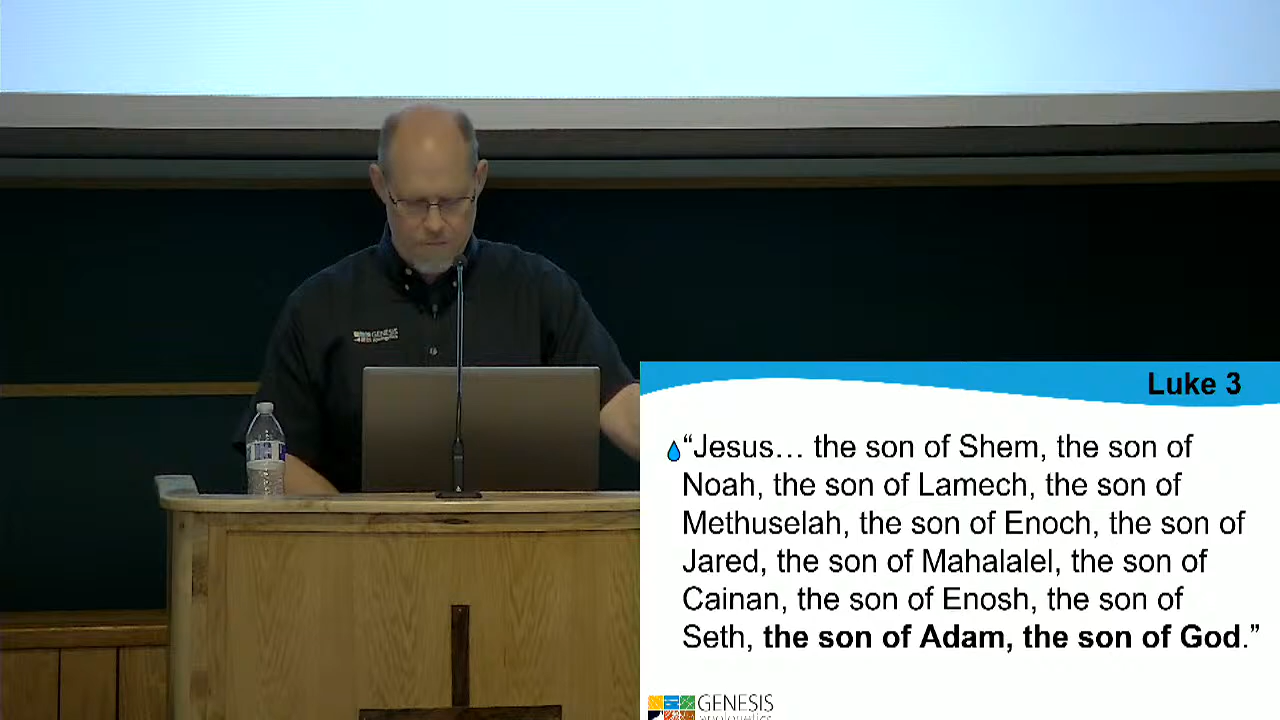 GENESIS
Luke 3
“Jesus… the son of Shem, the son of
Noah, the son of Lamech, the son of
Methuselah, the son of Enoch, the son of
Jared, the son of Mahalalel, the son of
Cainan, the son of Enosh, the son of
Seth, the son of Adam, the son of God.”
GENESIS
apologetics